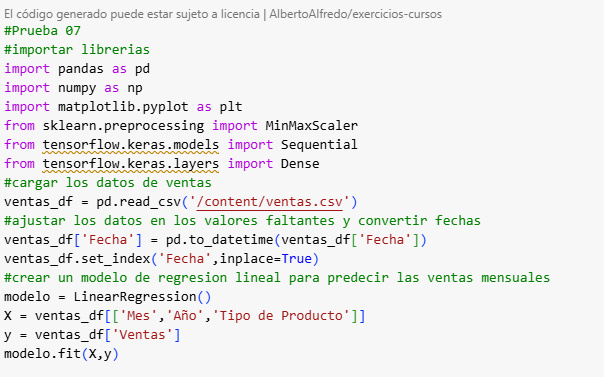 El código generado puede estar sujeto a licencia | AlbertoAlfredo/exercicios-cursos
#Prueba 07
#importar librerias
import pandas as pd
import numpy as np
import matplotlib.pyplot as plt
from sklearn.preprocessing import MinMaxScaler
from tensorflow.keras.models import Sequential
from tensorflow.keras.layers import Dense
#cargar los datos de ventas
ventas_df = pd.read_csv('/content/ventas.csv')
#ajustar los datos en los valores faltantes y convertir fechas
ventas_df['Fecha'] = pd.to_datetime(ventas_df['Fecha'])
ventas_df.set_index('Fecha',inplace=True)
#crear un modelo de regresion lineal para predecir las ventas mensuales
modelo = LinearRegression()
X = ventas_df[['Mes','Año','Tipo de Producto']]
y = ventas_df['Ventas']
modelo.fit(X,y)